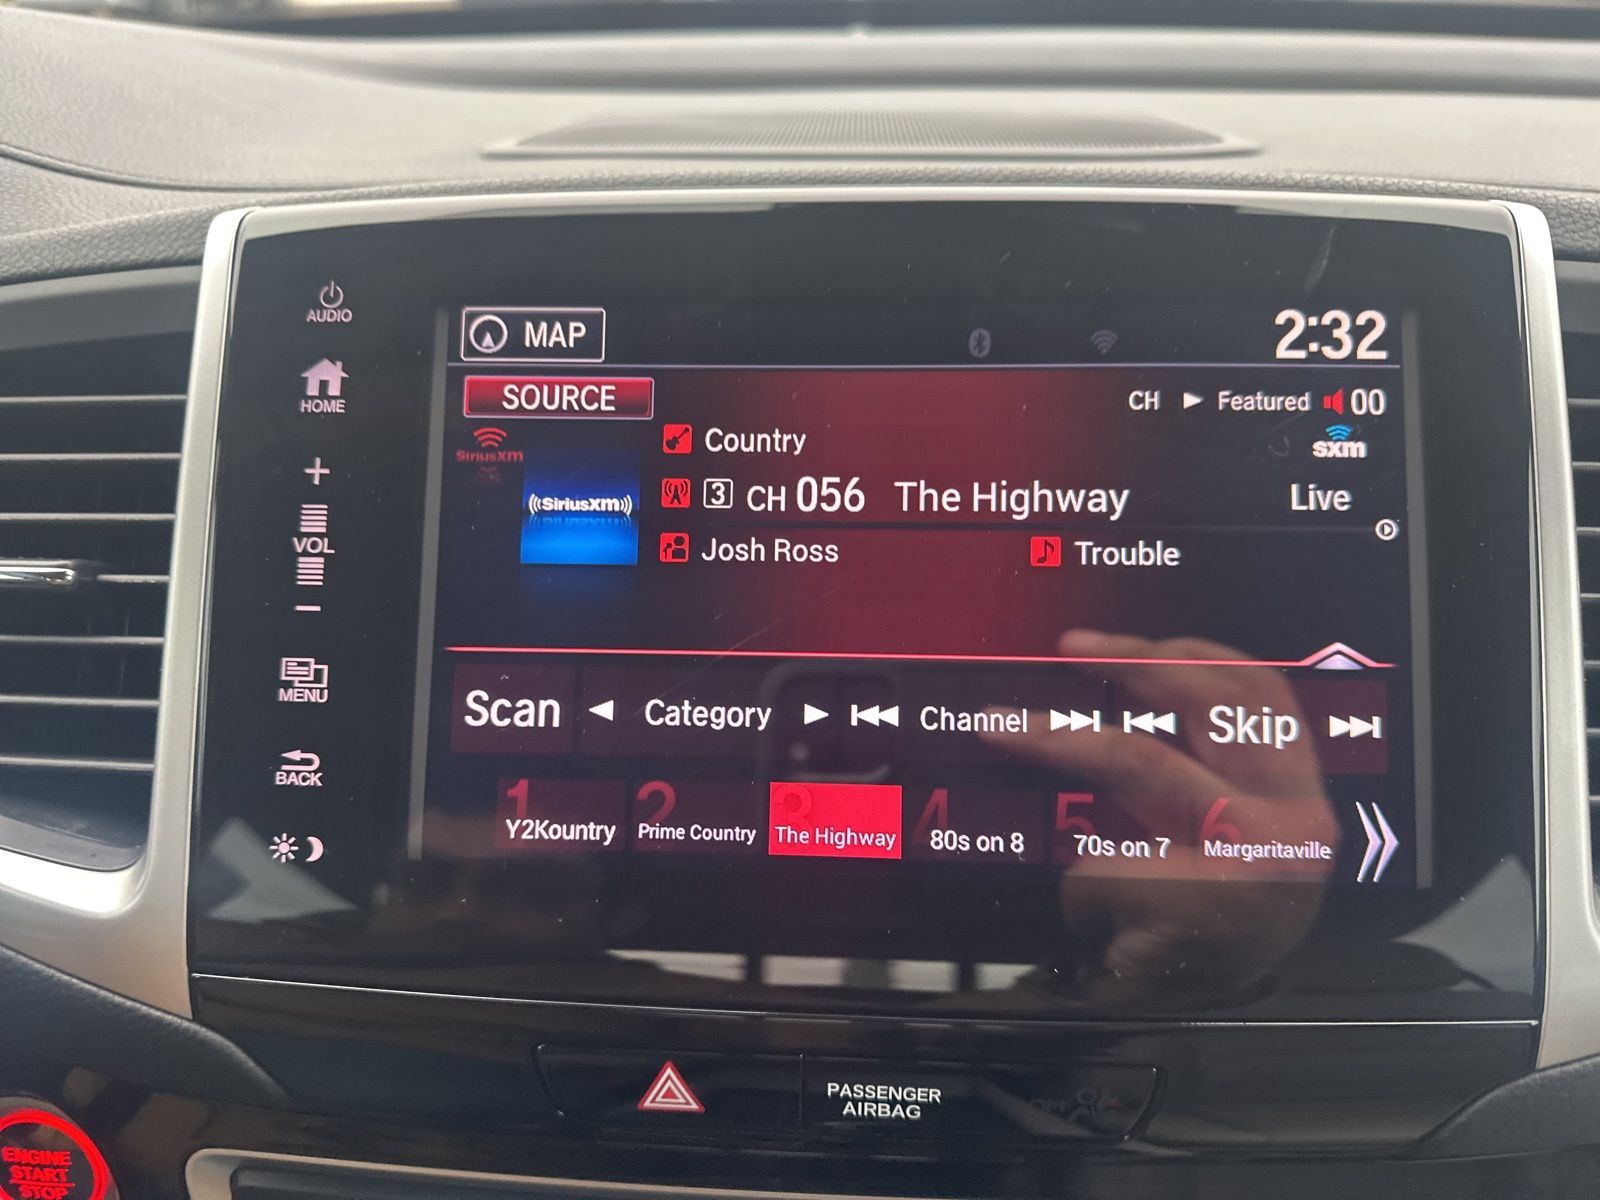 AUDIO
HOME
+
VOL
−
MENU
BACK
MAP
2:32
SOURCE
CH ▶ Featured 00
SiriusXM
sxm
((SiriusXM))
Country
3 CH 056 The Highway Live
Josh Ross Trouble
Scan ◀ Category ▶ Channel Skip
1 Y2Kountry
2 Prime Country
3 The Highway
4 80s on 8
5 70s on 7
6 Margaritaville
PASSENGER
AIRBAG
ENGINE
START
STOP